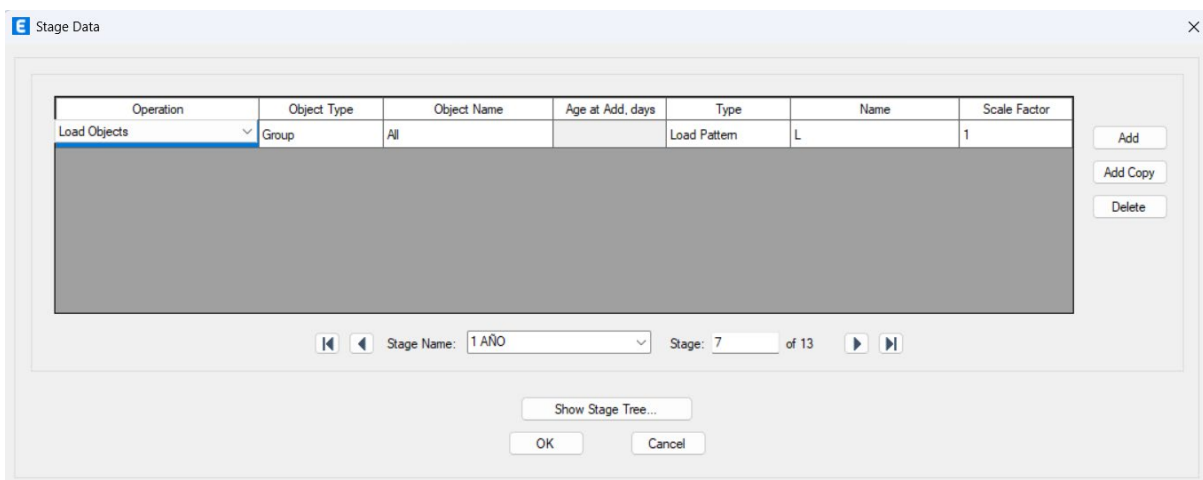 E Stage Data
Operation Object Type Object Name Age at Add, days Type Name Scale Factor
Load Objects Group All Load Pattern L 1
Add
Add Copy
Delete
Stage Name: 1 AÑO Stage: 7 of 13
Show Stage Tree...
OK Cancel